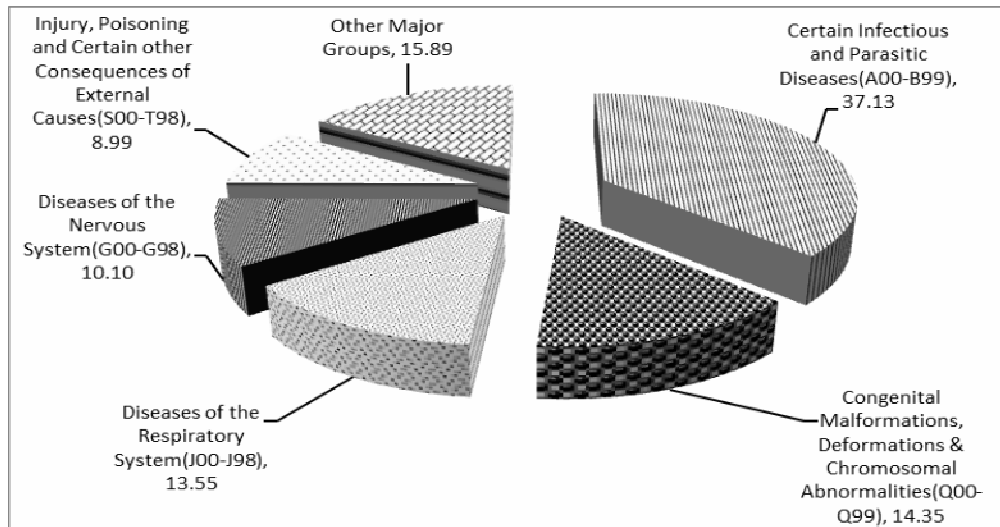 Injury, Poisoning
and Certain other
Consequences of
External
Causes(S00-T98),
8.99
Other Major
Groups, 15.89
Certain Infectious
and Parasitic
Diseases(A00-B99),
37.13
Diseases of the
Nervous
System(G00-G98),
10.10
Diseases of the
Respiratory
System(J00-J98),
13.55
Congenital
Malformations,
Deformations &
Chromosomal
Abnormalities(Q00-
Q99), 14.35